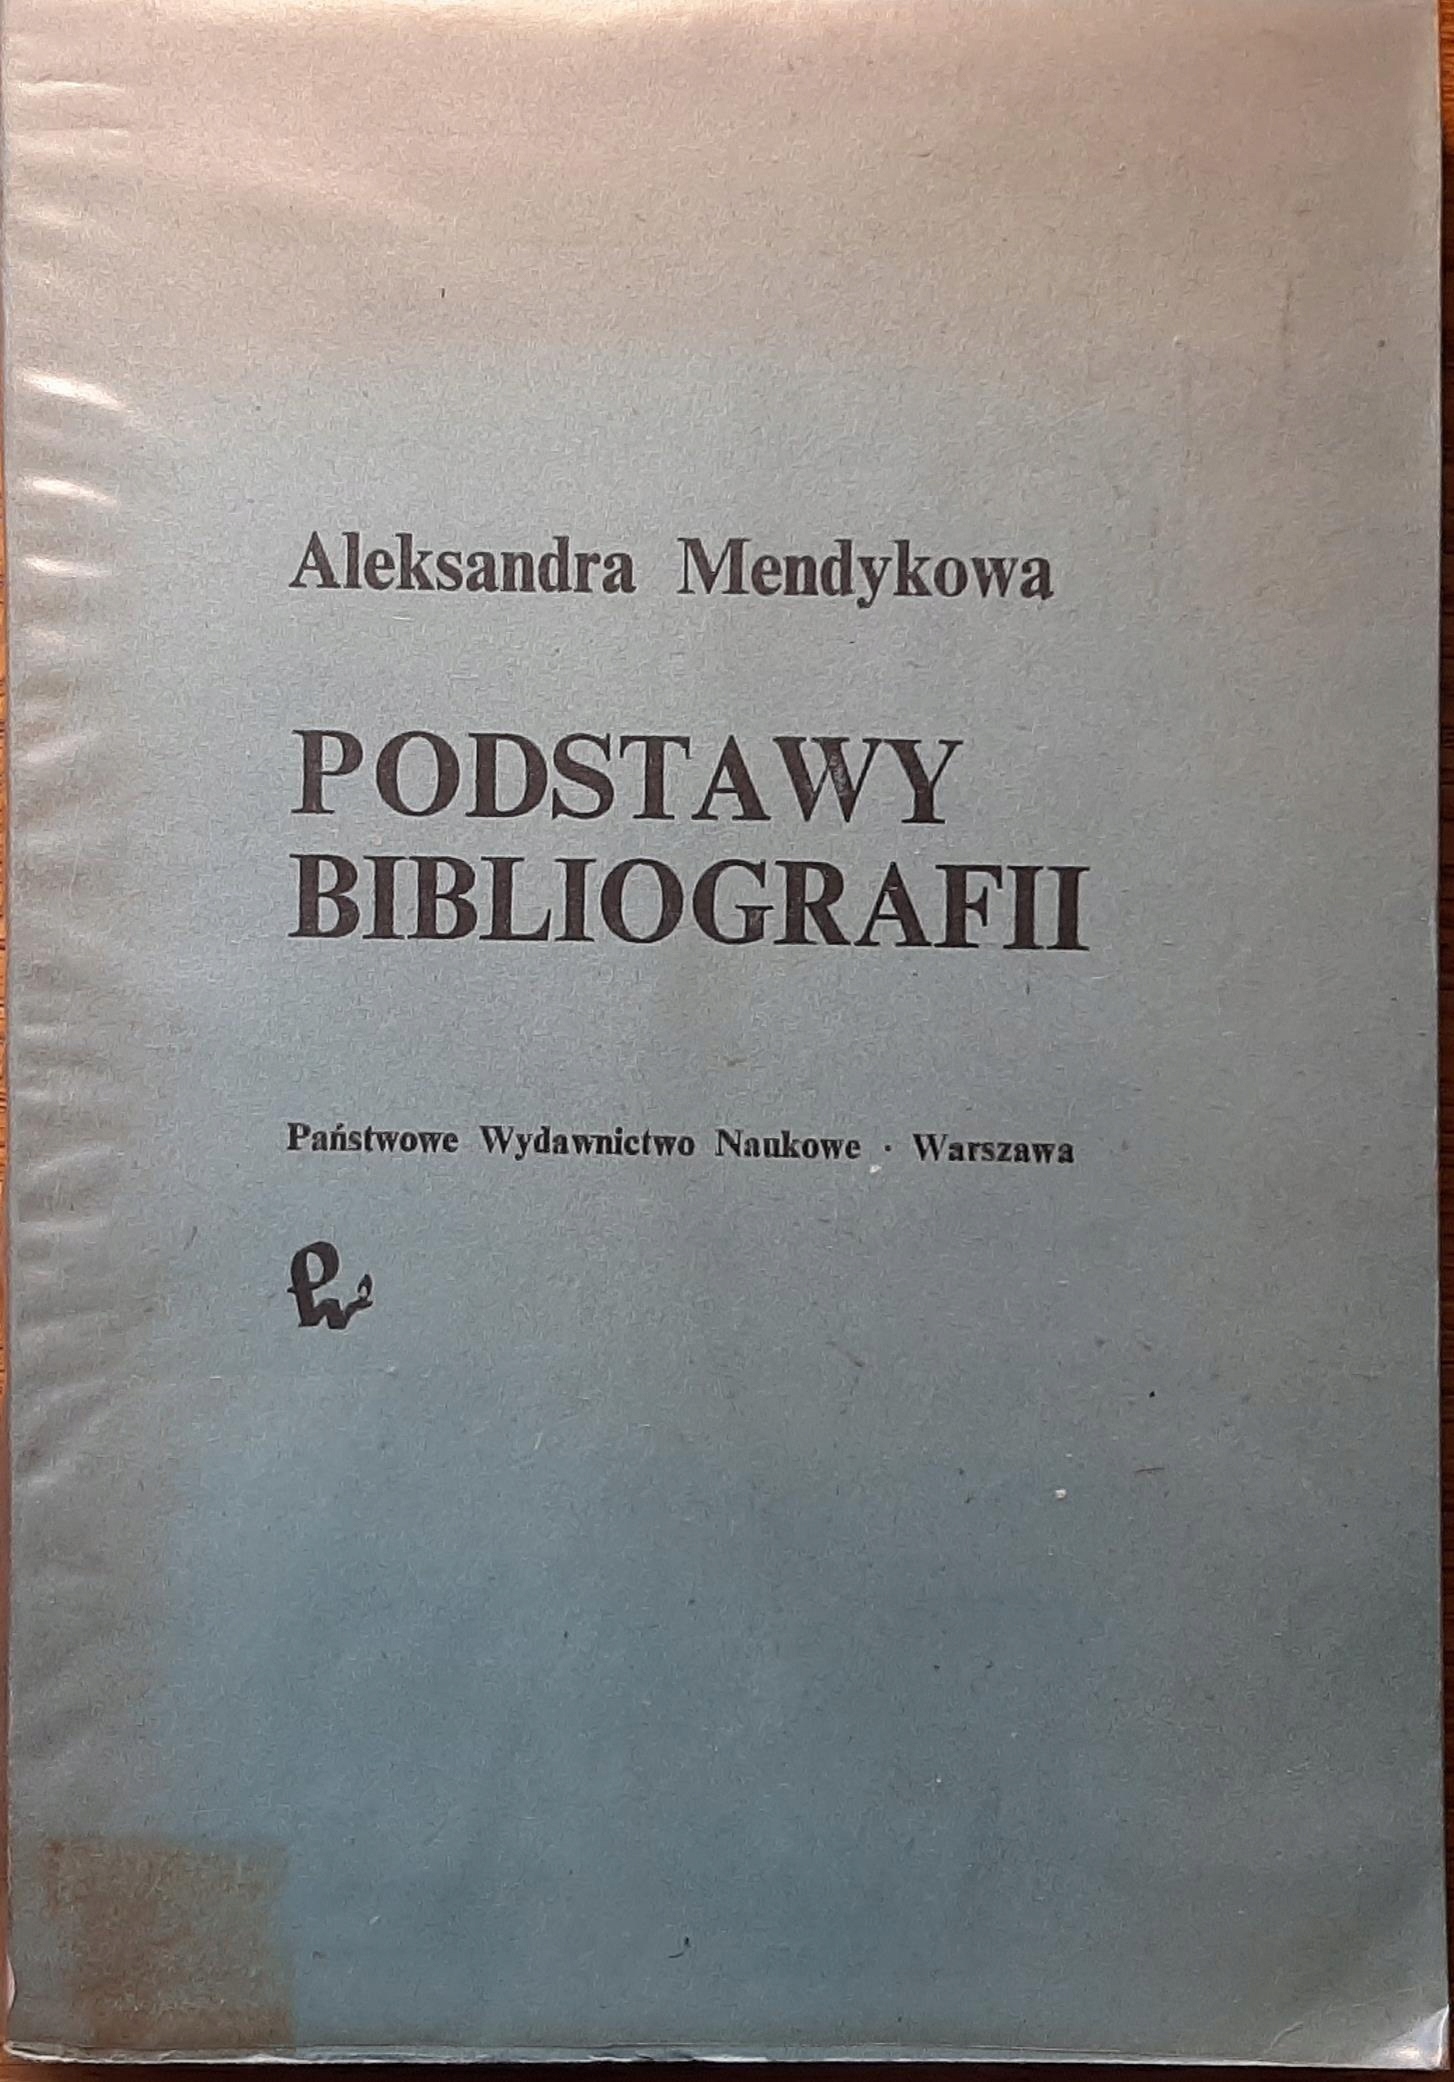 Aleksandra Mendykowa
PODSTAWY
BIBLIOGRAFII
Państwowe Wydawnictwo Naukowe · Warszawa